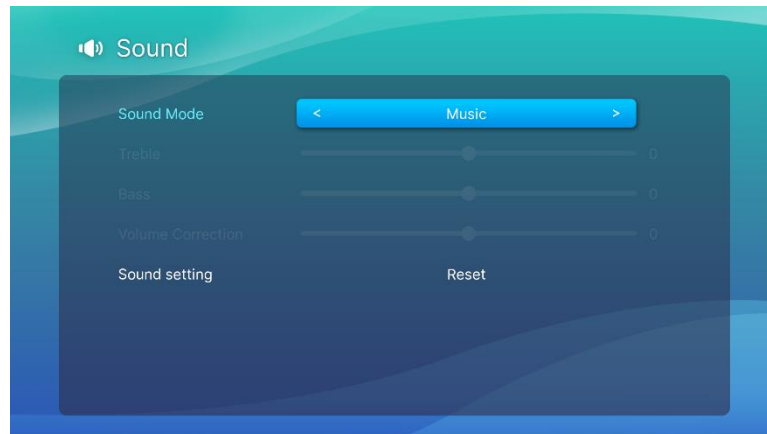 Sound
Sound Mode < Music >
Treble 0
Bass 0
Volume Correction 0
Sound setting Reset